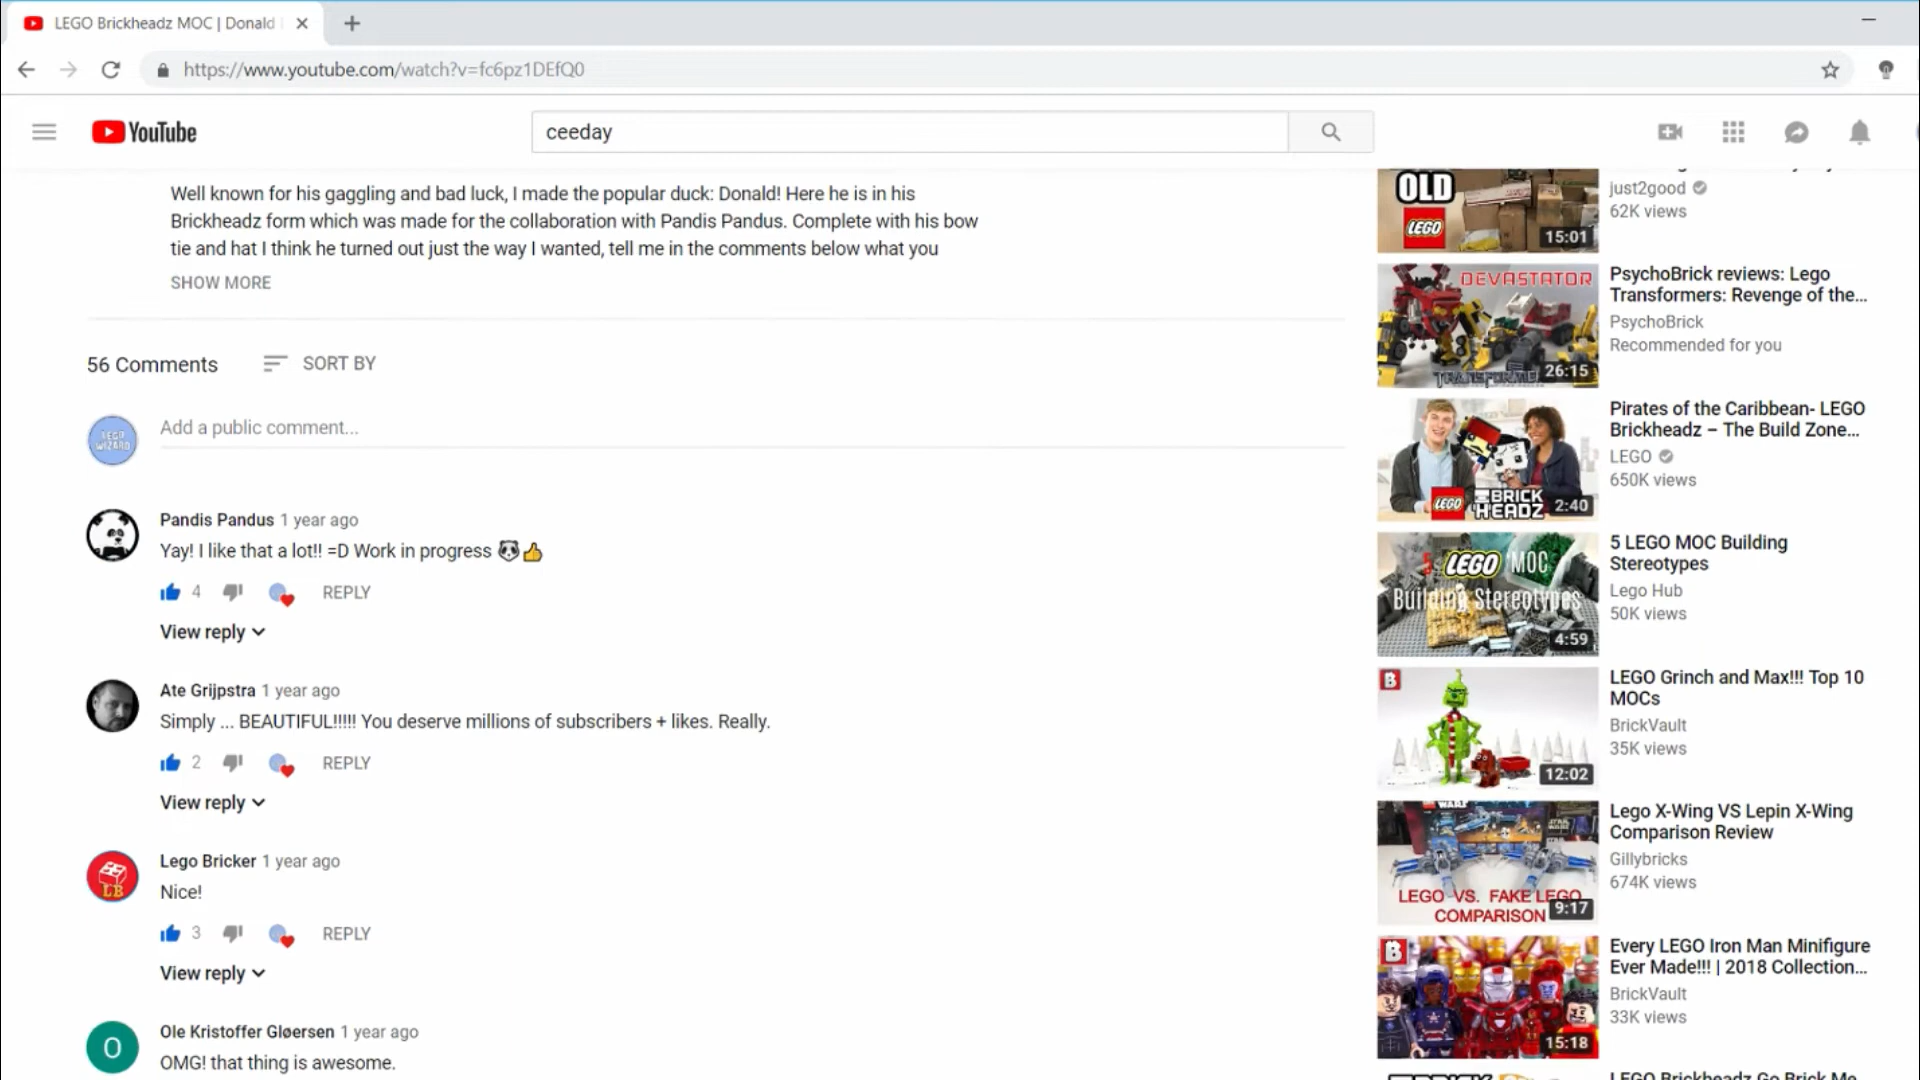 LEGO Brickheadz MOC | Donald
https://www.youtube.com/watch?v=fc6pz1DEfQ0
YouTube
ceeday
Well known for his gaggling and bad luck, I made the popular duck: Donald! Here he is in his
Brickheadz form which was made for the collaboration with Pandis Pandus. Complete with his bow
tie and hat I think he turned out just the way I wanted, tell me in the comments below what you
SHOW MORE
56 Comments
SORT BY
LEGO
WIZARD
Add a public comment...
Pandis Pandus 1 year ago
Yay! I like that a lot!! =D Work in progress 🐼👍
4
REPLY
View reply
Ate Grijpstra 1 year ago
Simply ... BEAUTIFUL!!!!! You deserve millions of subscribers + likes. Really.
2
REPLY
View reply
LB
Lego Bricker 1 year ago
Nice!
3
REPLY
View reply
O
Ole Kristoffer Gløersen 1 year ago
OMG! that thing is awesome.
OLD
LEGO
15:01
just2good
62K views
DEVASTATOR
26:15
PsychoBrick reviews: Lego
Transformers: Revenge of the...
PsychoBrick
Recommended for you
LEGO
BRICK
HEADZ
2:40
Pirates of the Caribbean- LEGO
Brickheadz – The Build Zone...
LEGO
650K views
5 LEGO MOC
Building Stereotypes
4:59
5 LEGO MOC Building
Stereotypes
Lego Hub
50K views
B
12:02
LEGO Grinch and Max!!! Top 10
MOCs
BrickVault
35K views
LEGO VS. FAKE LEGO
COMPARISON
9:17
Lego X-Wing VS Lepin X-Wing
Comparison Review
Gillybricks
674K views
B
15:18
Every LEGO Iron Man Minifigure
Ever Made!!! | 2018 Collection...
BrickVault
33K views
LEGO Brickheadz Go Brick Me